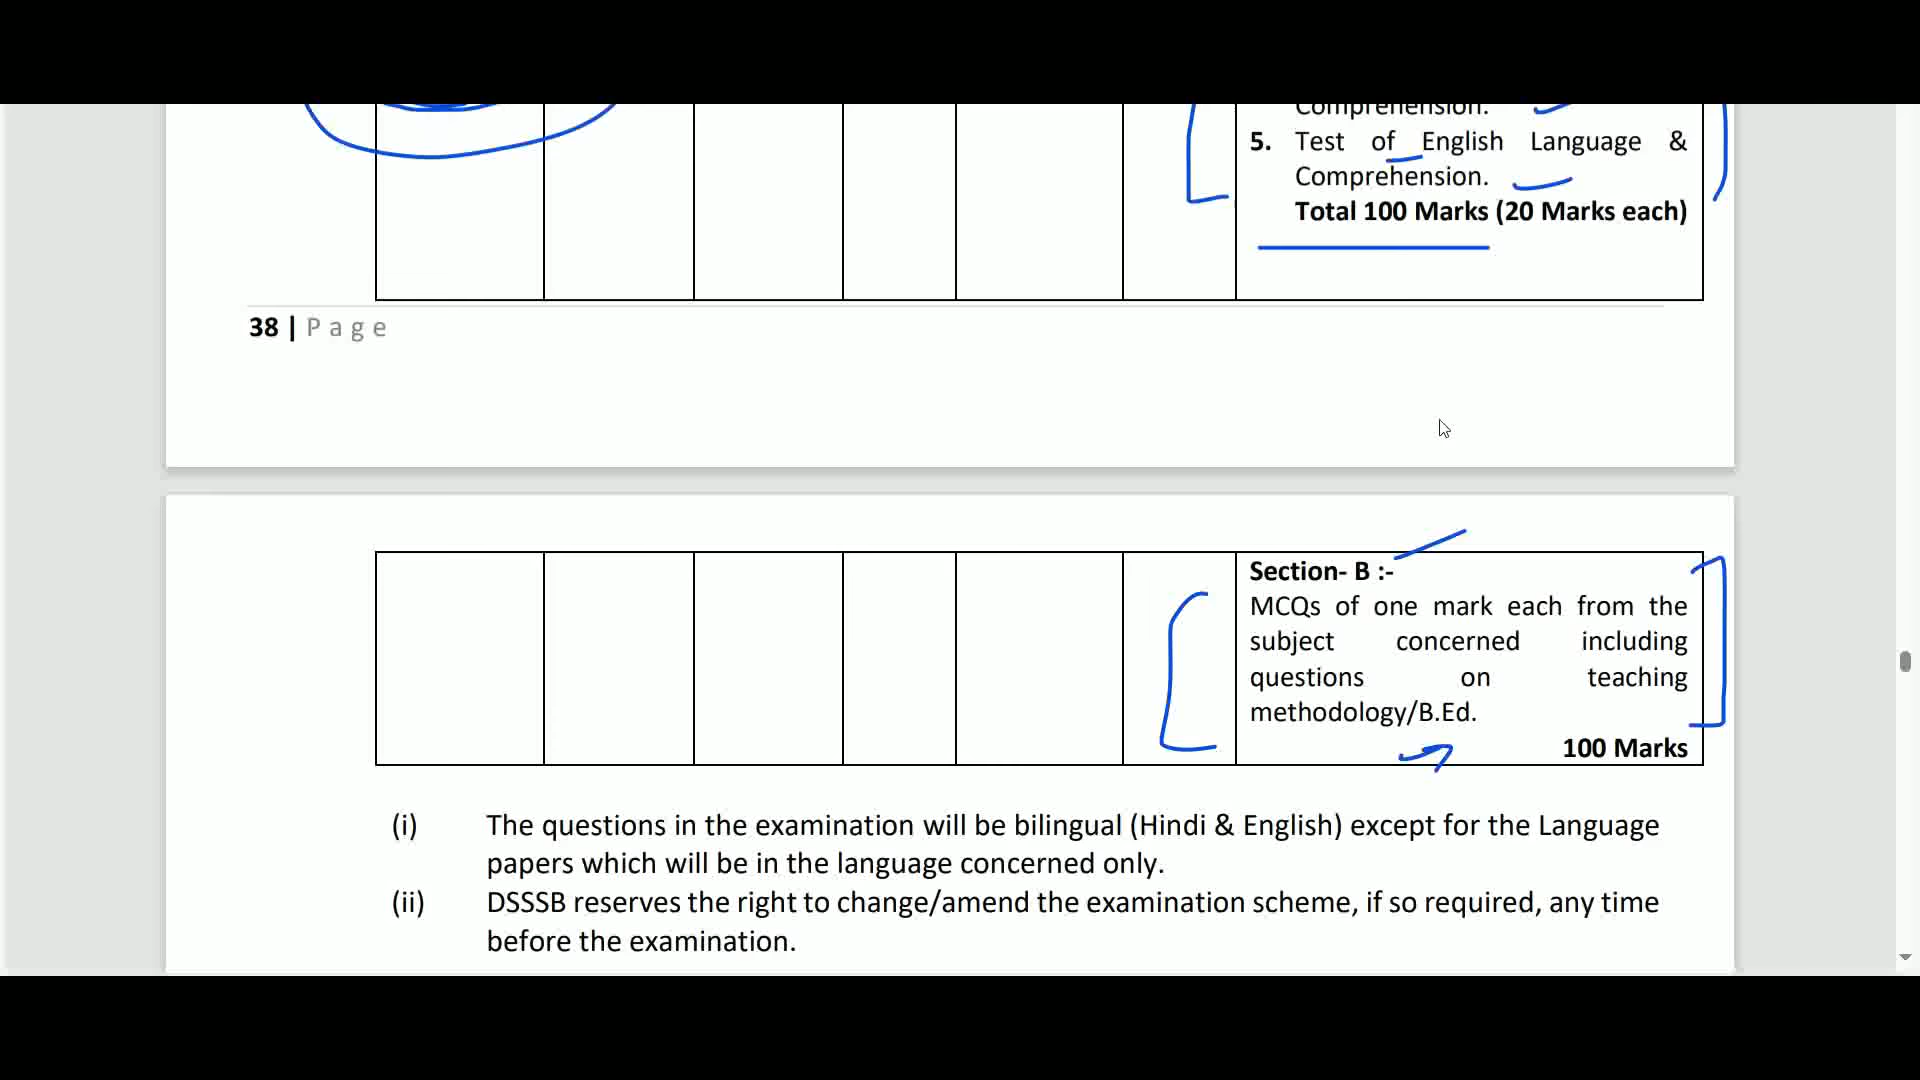 Comprehension.
5. Test of English Language &
Comprehension.
Total 100 Marks (20 Marks each)
38 | Page
Section- B :-
MCQs of one mark each from the
subject concerned including
questions on teaching
methodology/B.Ed.
100 Marks
(i) The questions in the examination will be bilingual (Hindi & English) except for the Language
papers which will be in the language concerned only.
(ii) DSSSB reserves the right to change/amend the examination scheme, if so required, any time
before the examination.